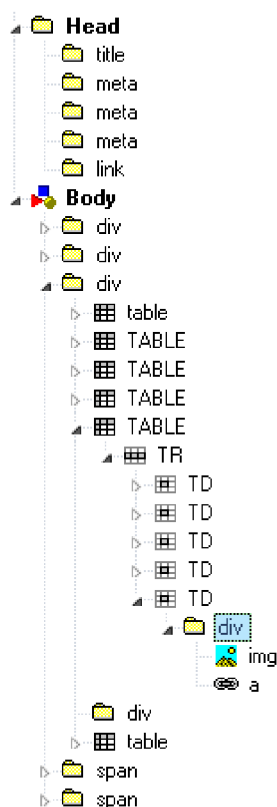 Head
title
meta
meta
meta
link
Body
div
div
div
table
TABLE
TABLE
TABLE
TABLE
TR
TD
TD
TD
TD
TD
div
img
a
div
table
span
span